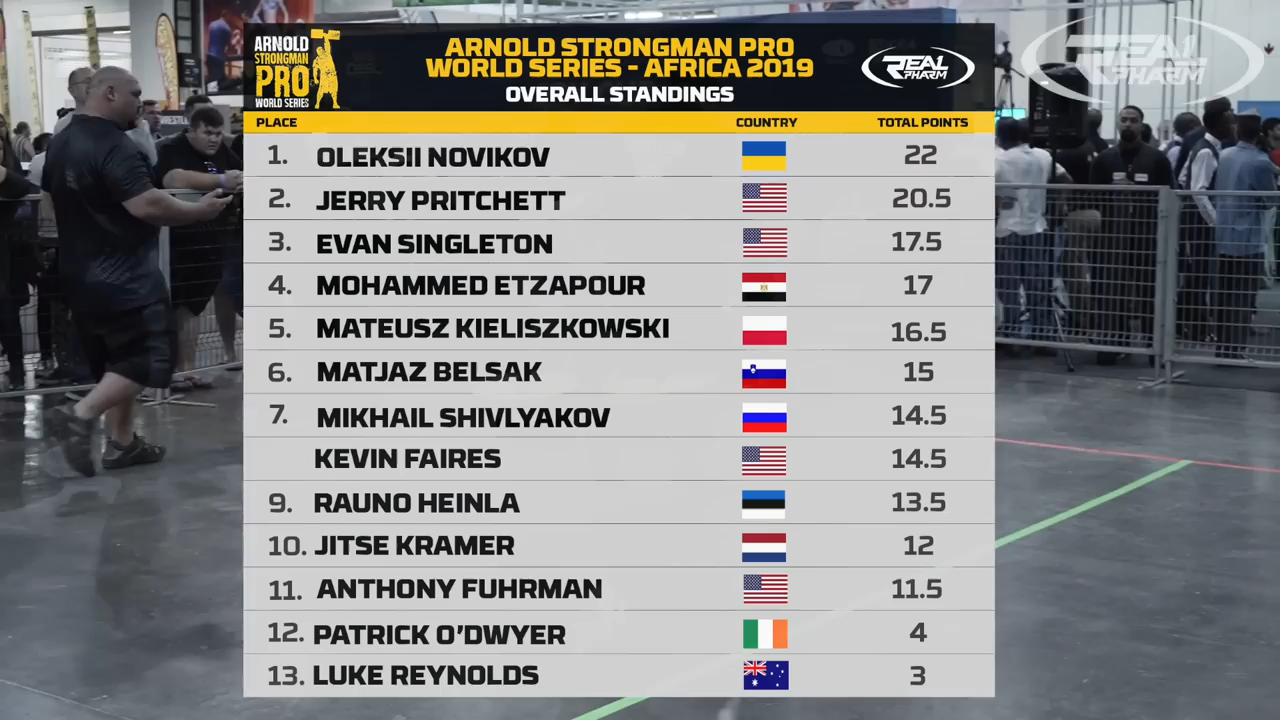 ARNOLD
STRONGMAN
PRO
WORLD SERIES
ARNOLD STRONGMAN PRO
WORLD SERIES - AFRICA 2019
OVERALL STANDINGS
REAL
PHARM
REAL
PHARM
PLACE COUNTRY TOTAL POINTS
1. OLEKSII NOVIKOV 22
2. JERRY PRITCHETT 20.5
3. EVAN SINGLETON 17.5
4. MOHAMMED ETZAPOUR 17
5. MATEUSZ KIELISZKOWSKI 16.5
6. MATJAZ BELSAK 15
7. MIKHAIL SHIVLYAKOV 14.5
KEVIN FAIRES 14.5
9. RAUNO HEINLA 13.5
10. JITSE KRAMER 12
11. ANTHONY FUHRMAN 11.5
12. PATRICK O'DWYER 4
13. LUKE REYNOLDS 3